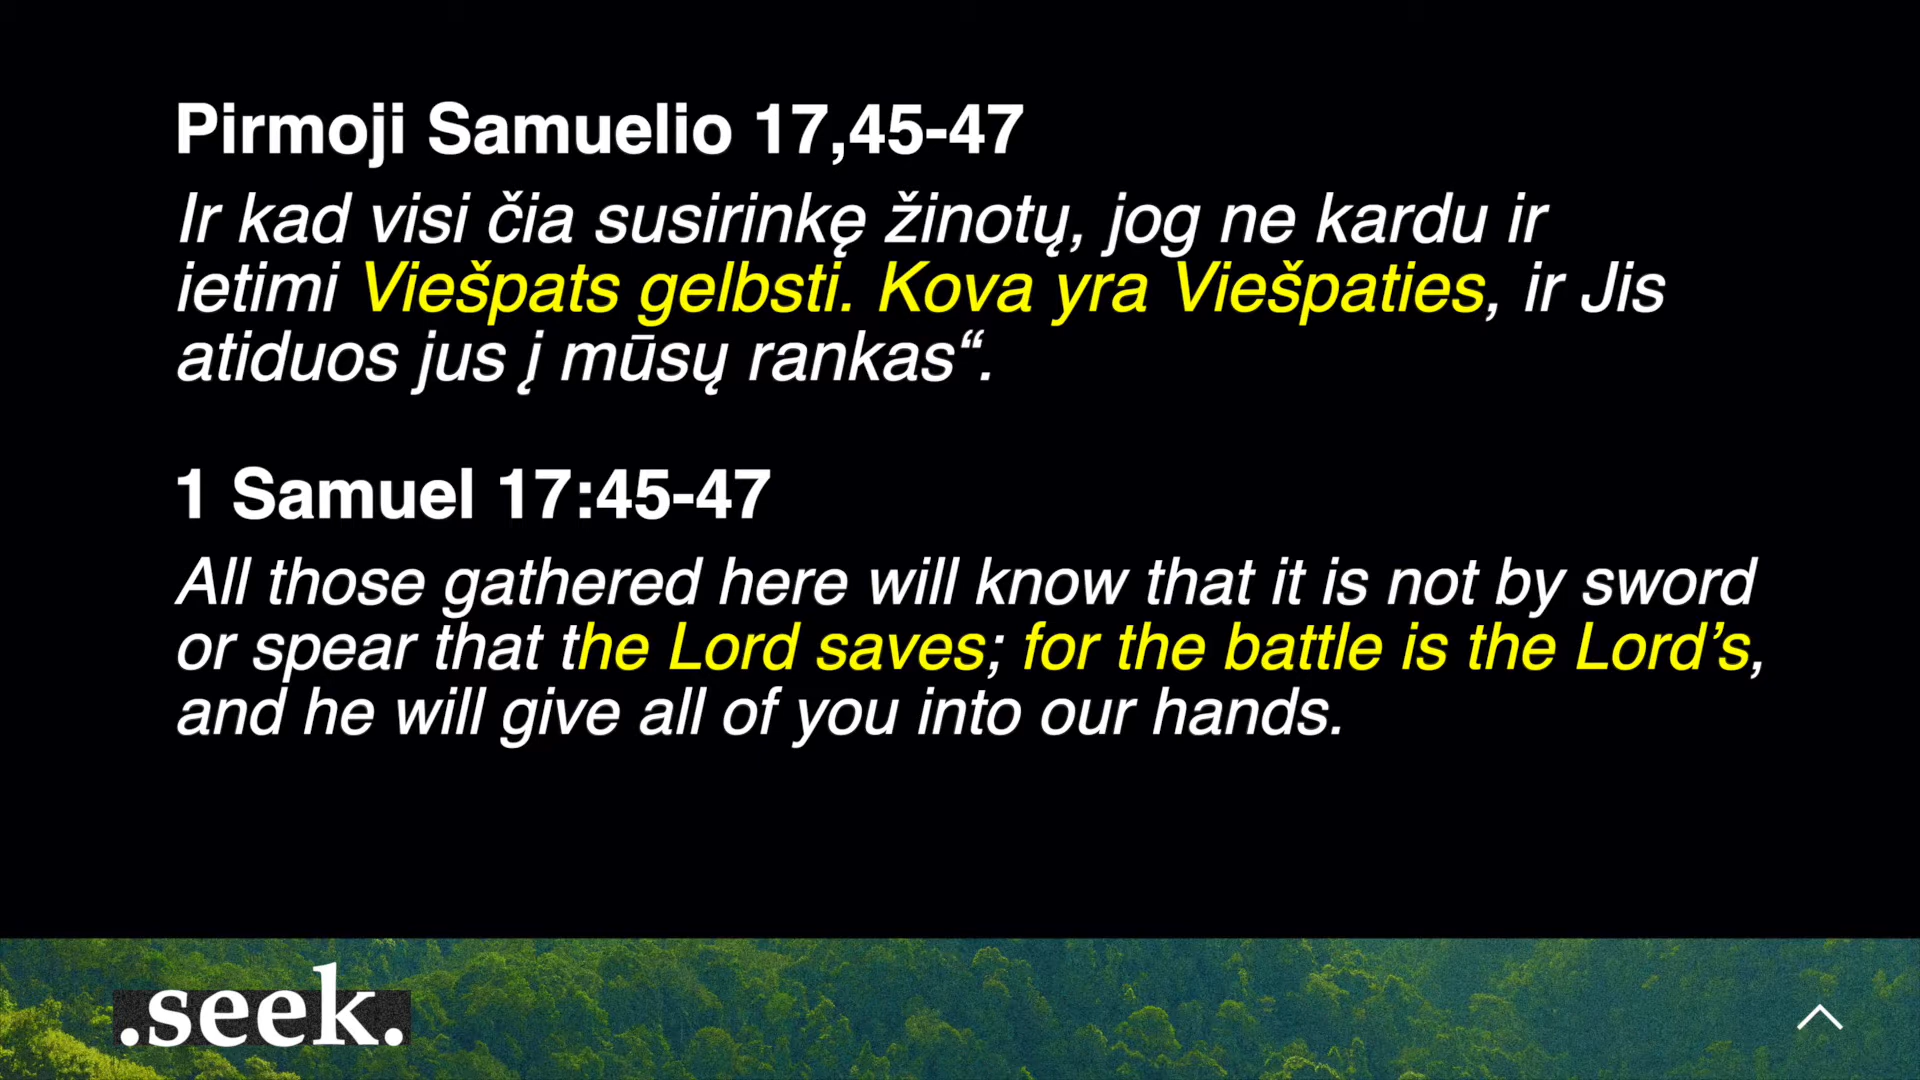 Pirmoji Samuelio 17,45-47
Ir kad visi čia susirinkę žinotų, jog ne kardu ir
ietimi Viešpats gelbsti. Kova yra Viešpaties, ir Jis
atiduos jus į mūsų rankas“.
1 Samuel 17:45-47
All those gathered here will know that it is not by sword
or spear that the Lord saves; for the battle is the Lord’s,
and he will give all of you into our hands.
.seek.